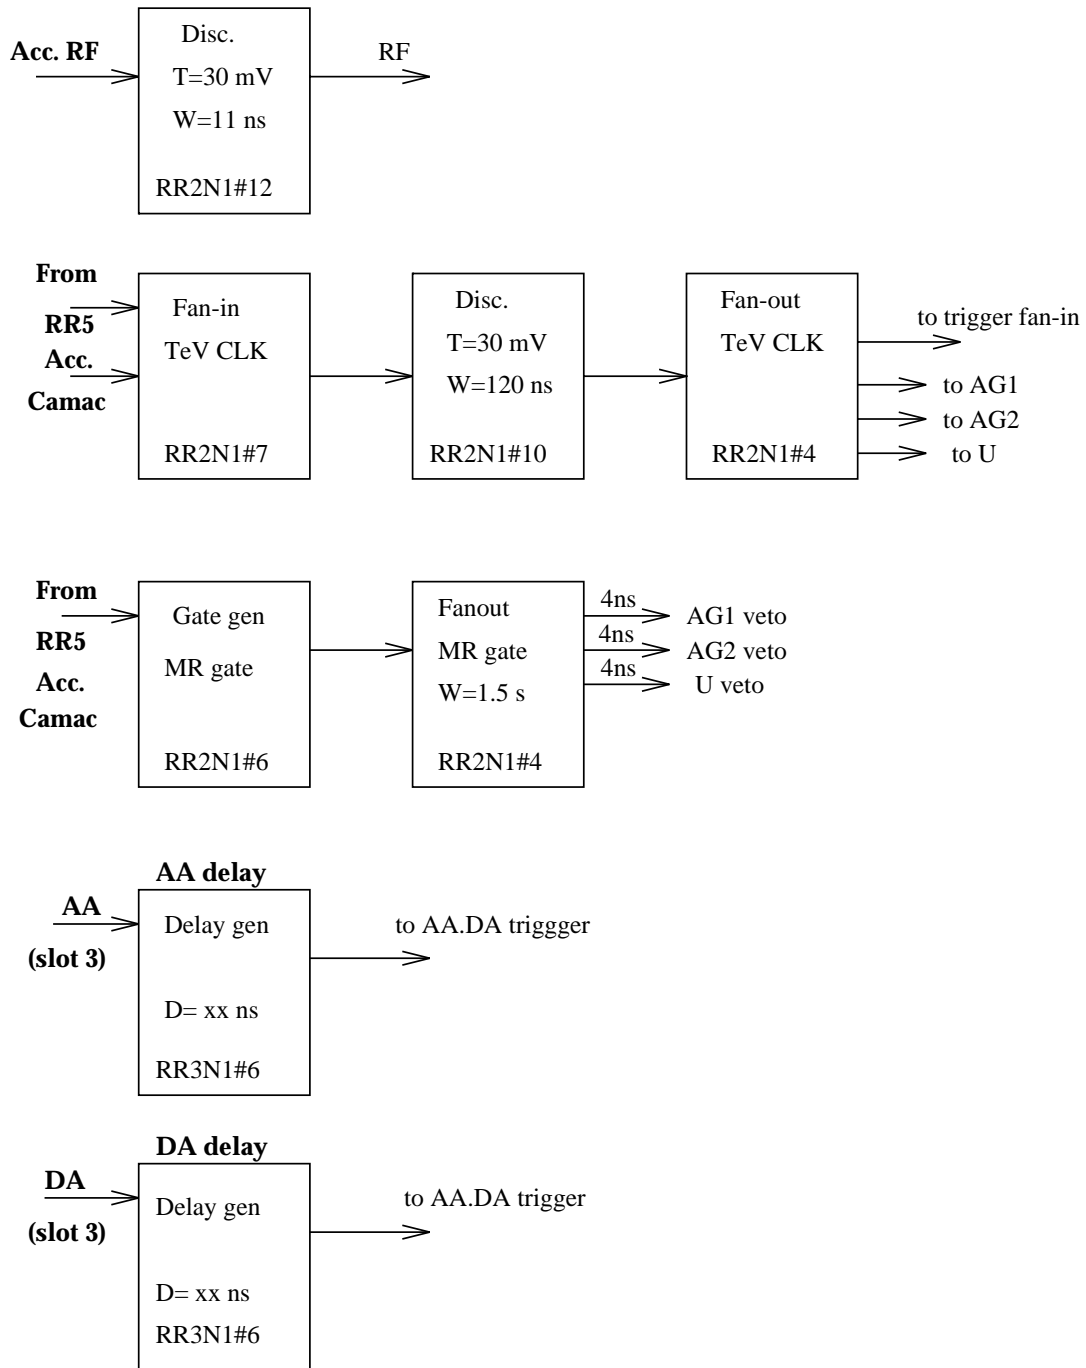 Acc. RF
Disc.
T=30 mV
W=11 ns
RR2N1#12
RF
From
RR5
Acc.
Camac
Fan-in
TeV CLK
RR2N1#7
Disc.
T=30 mV
W=120 ns
RR2N1#10
Fan-out
TeV CLK
RR2N1#4
to trigger fan-in
to AG1
to AG2
to U
From
RR5
Acc.
Camac
Gate gen
MR gate
RR2N1#6
Fanout
MR gate
W=1.5 s
RR2N1#4
4ns
AG1 veto
4ns
AG2 veto
4ns
U veto
AA delay
AA
(slot 3)
Delay gen
D= xx ns
RR3N1#6
to AA.DA triggger
DA delay
DA
(slot 3)
Delay gen
D= xx ns
RR3N1#6
to AA.DA trigger